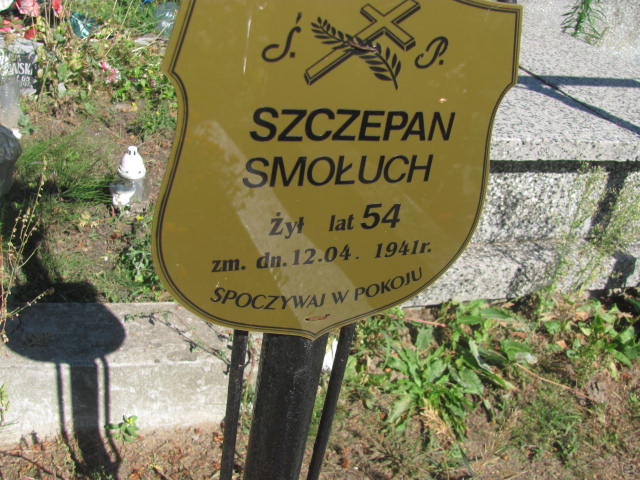 Ś. P.
SZCZEPAN
SMOŁUCH
Żył lat 54
zm. dn. 12.04. 1941r.
SPOCZYWAJ W POKOJU